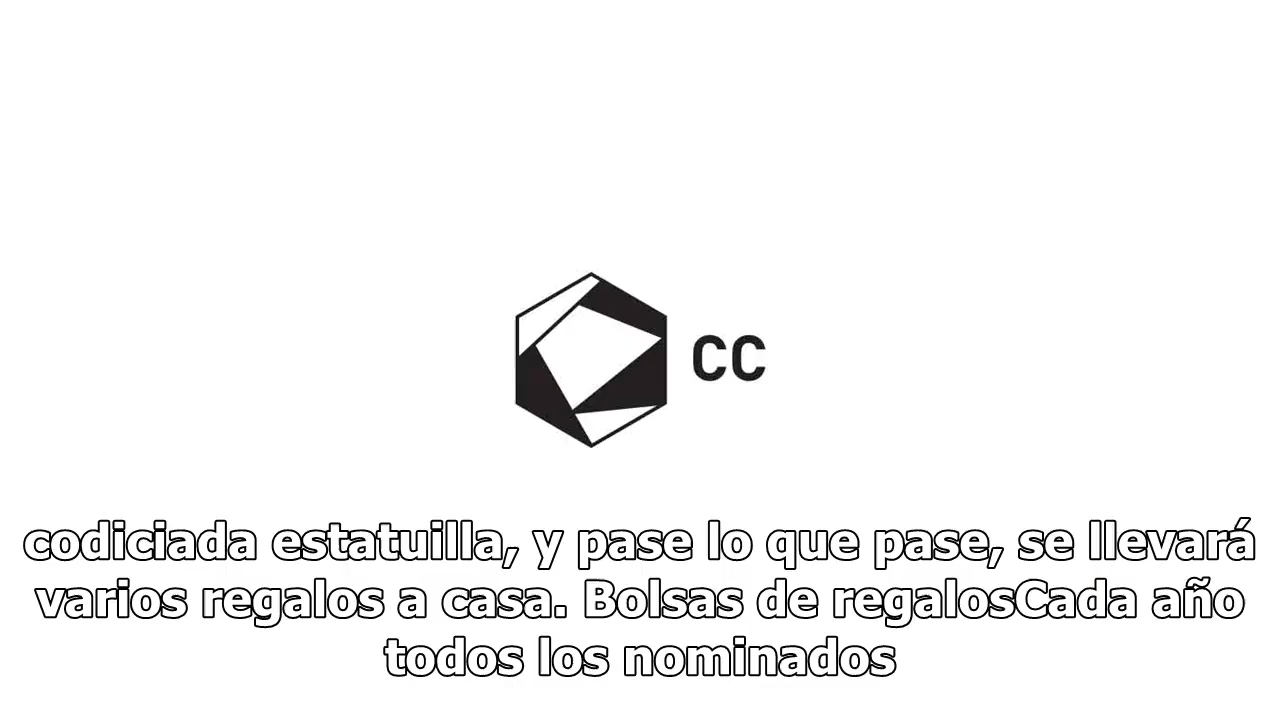 CC
codiciada estatuilla, y pase lo que pase, se llevará
varios regalos a casa. Bolsas de regalosCada año
todos los nominados